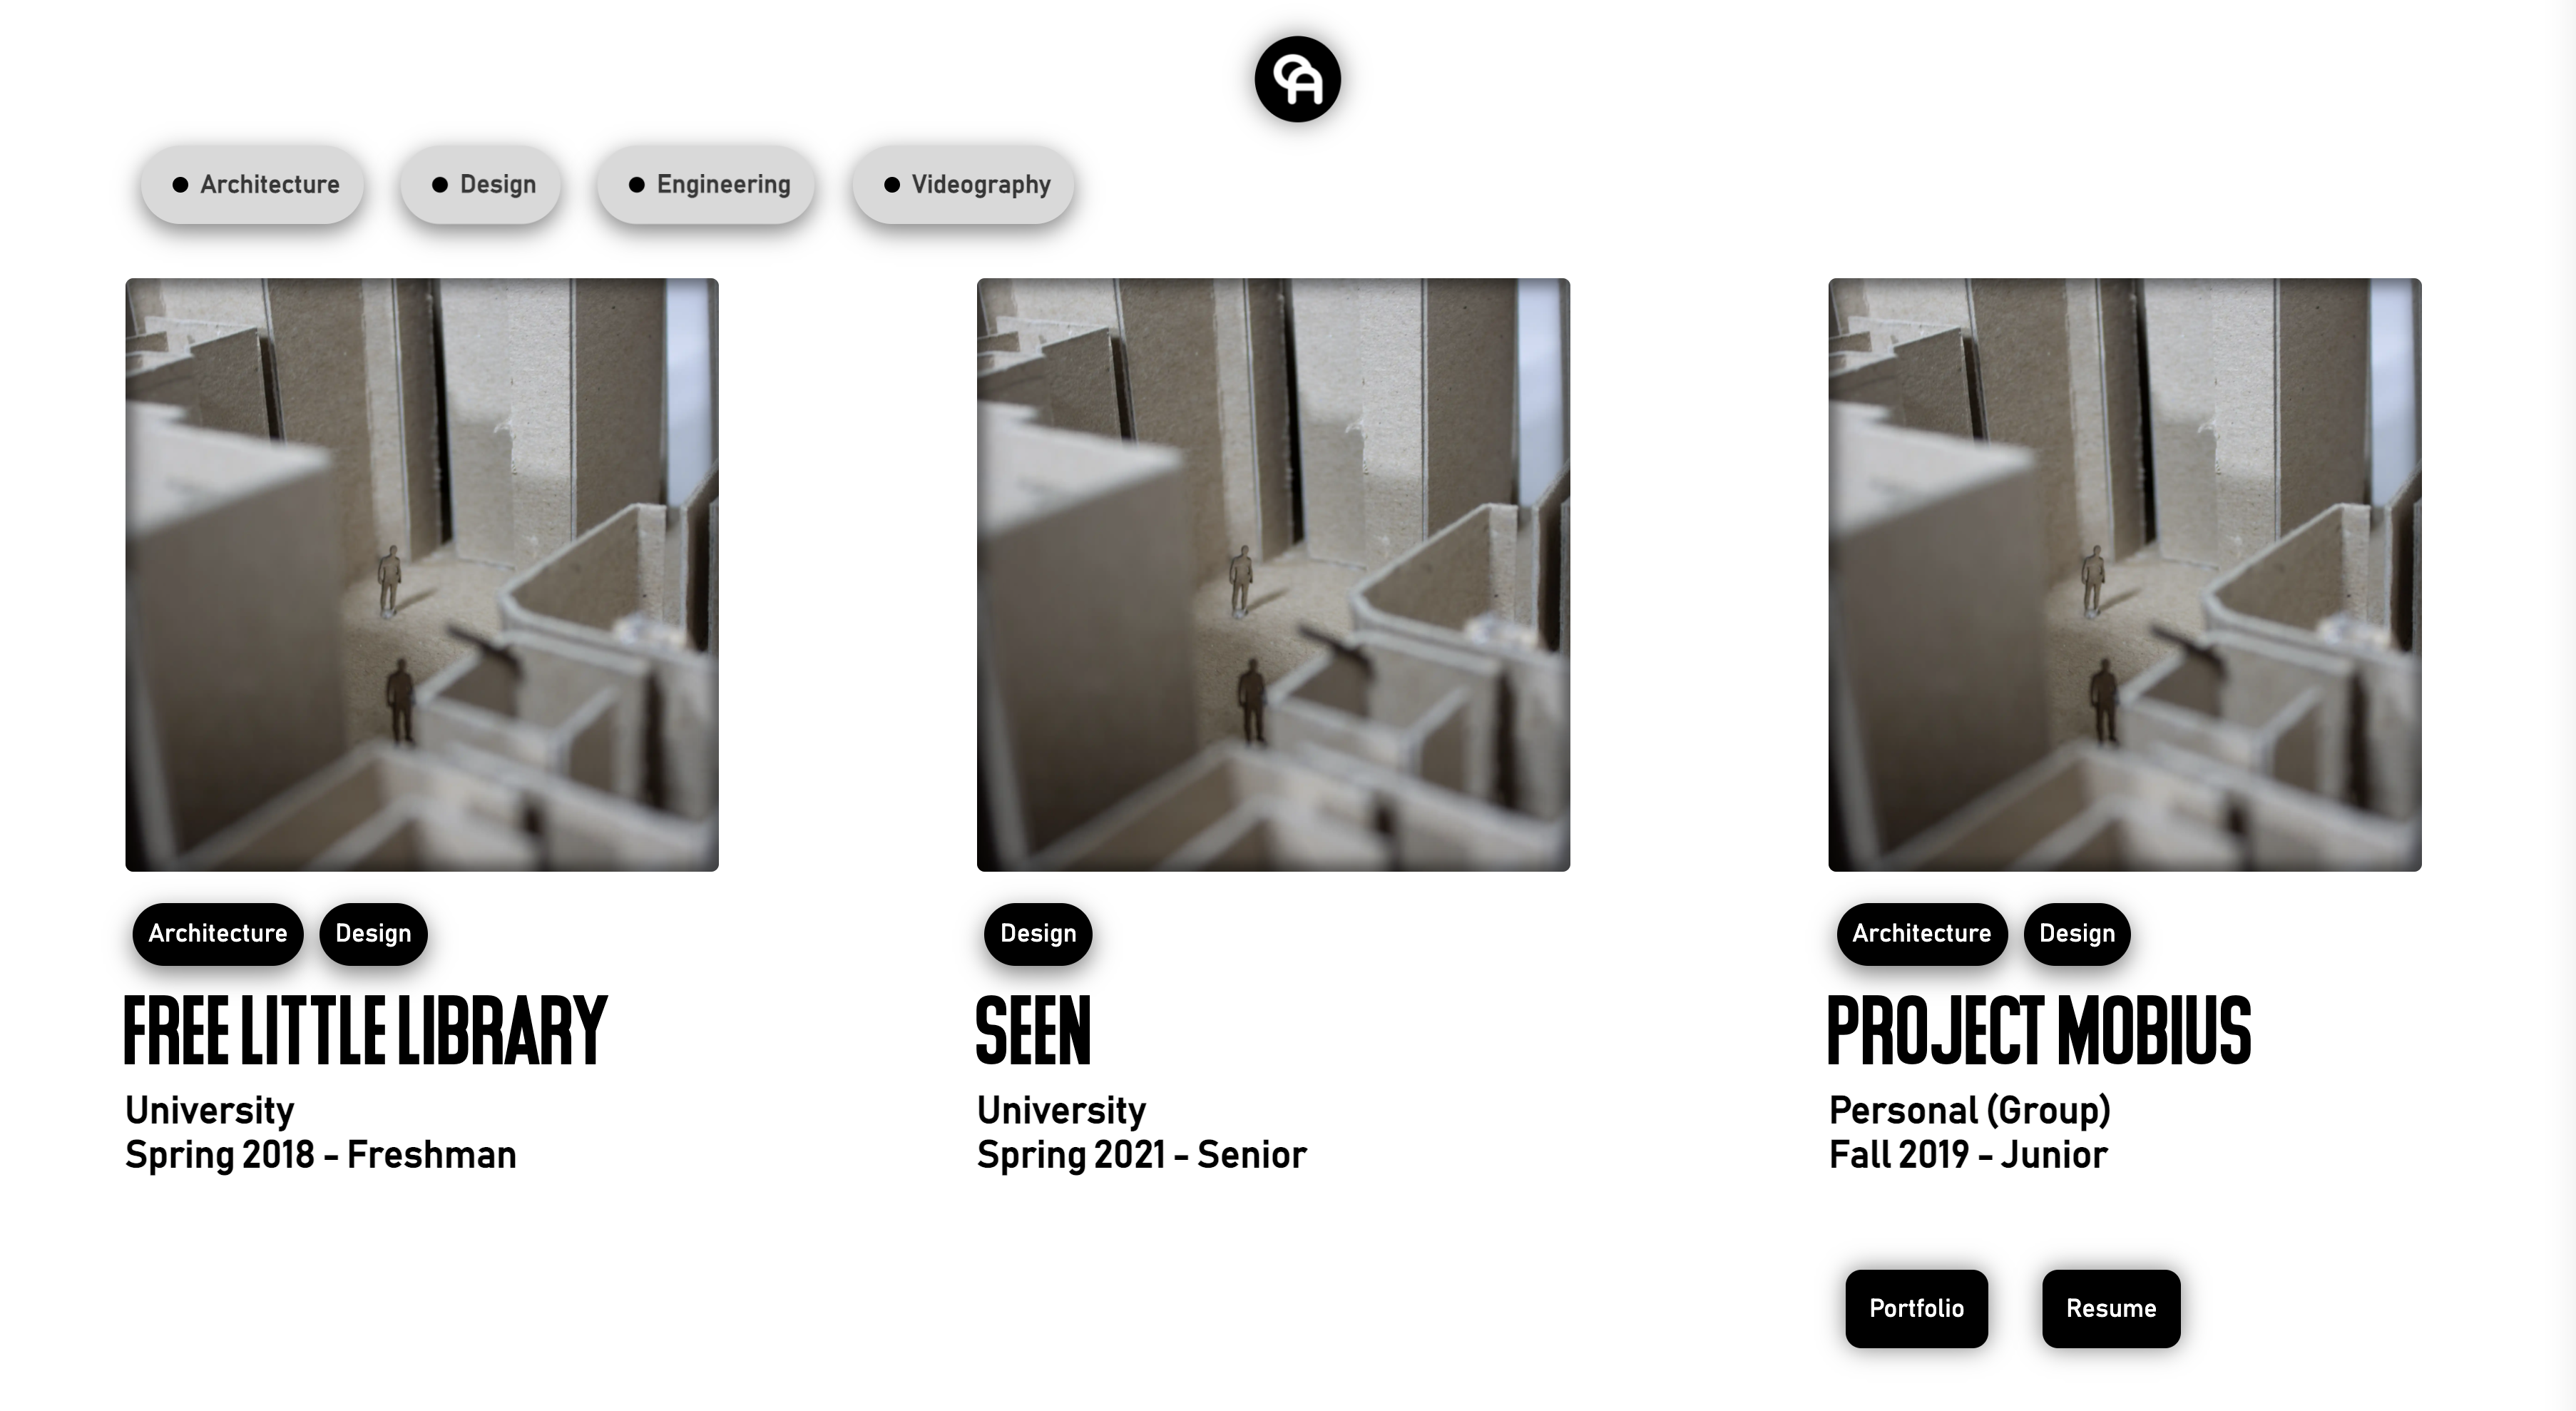 CA
Architecture
Design
Engineering
Videography
Architecture Design
FREE LITTLE LIBRARY
University
Spring 2018 - Freshman
Design
SEEN
University
Spring 2021 - Senior
Architecture Design
PROJECT MOBIUS
Personal (Group)
Fall 2019 - Junior
Portfolio
Resume